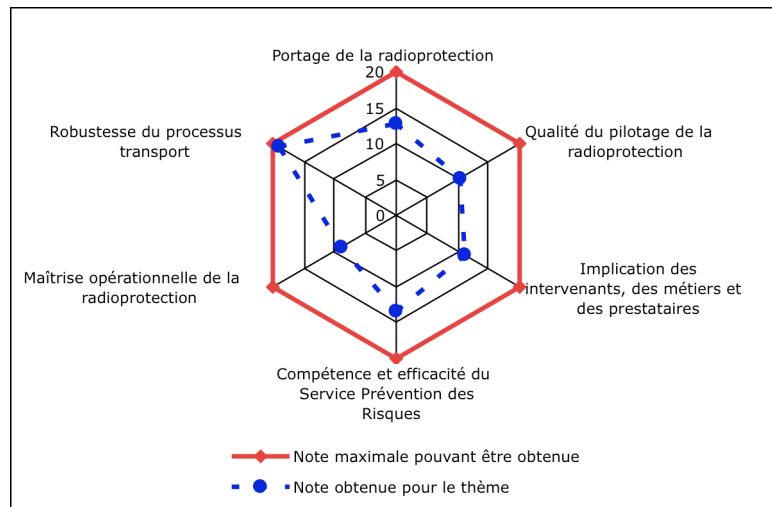 Portage de la radioprotection
20
15
10
5
0
Robustesse du processus
transport
Qualité du pilotage de la
radioprotection
Maîtrise opérationnelle de la
radioprotection
Implication des
intervenants, des métiers et
des prestataires
Compétence et efficacité du
Service Prévention des
Risques
Note maximale pouvant être obtenue
Note obtenue pour le thème